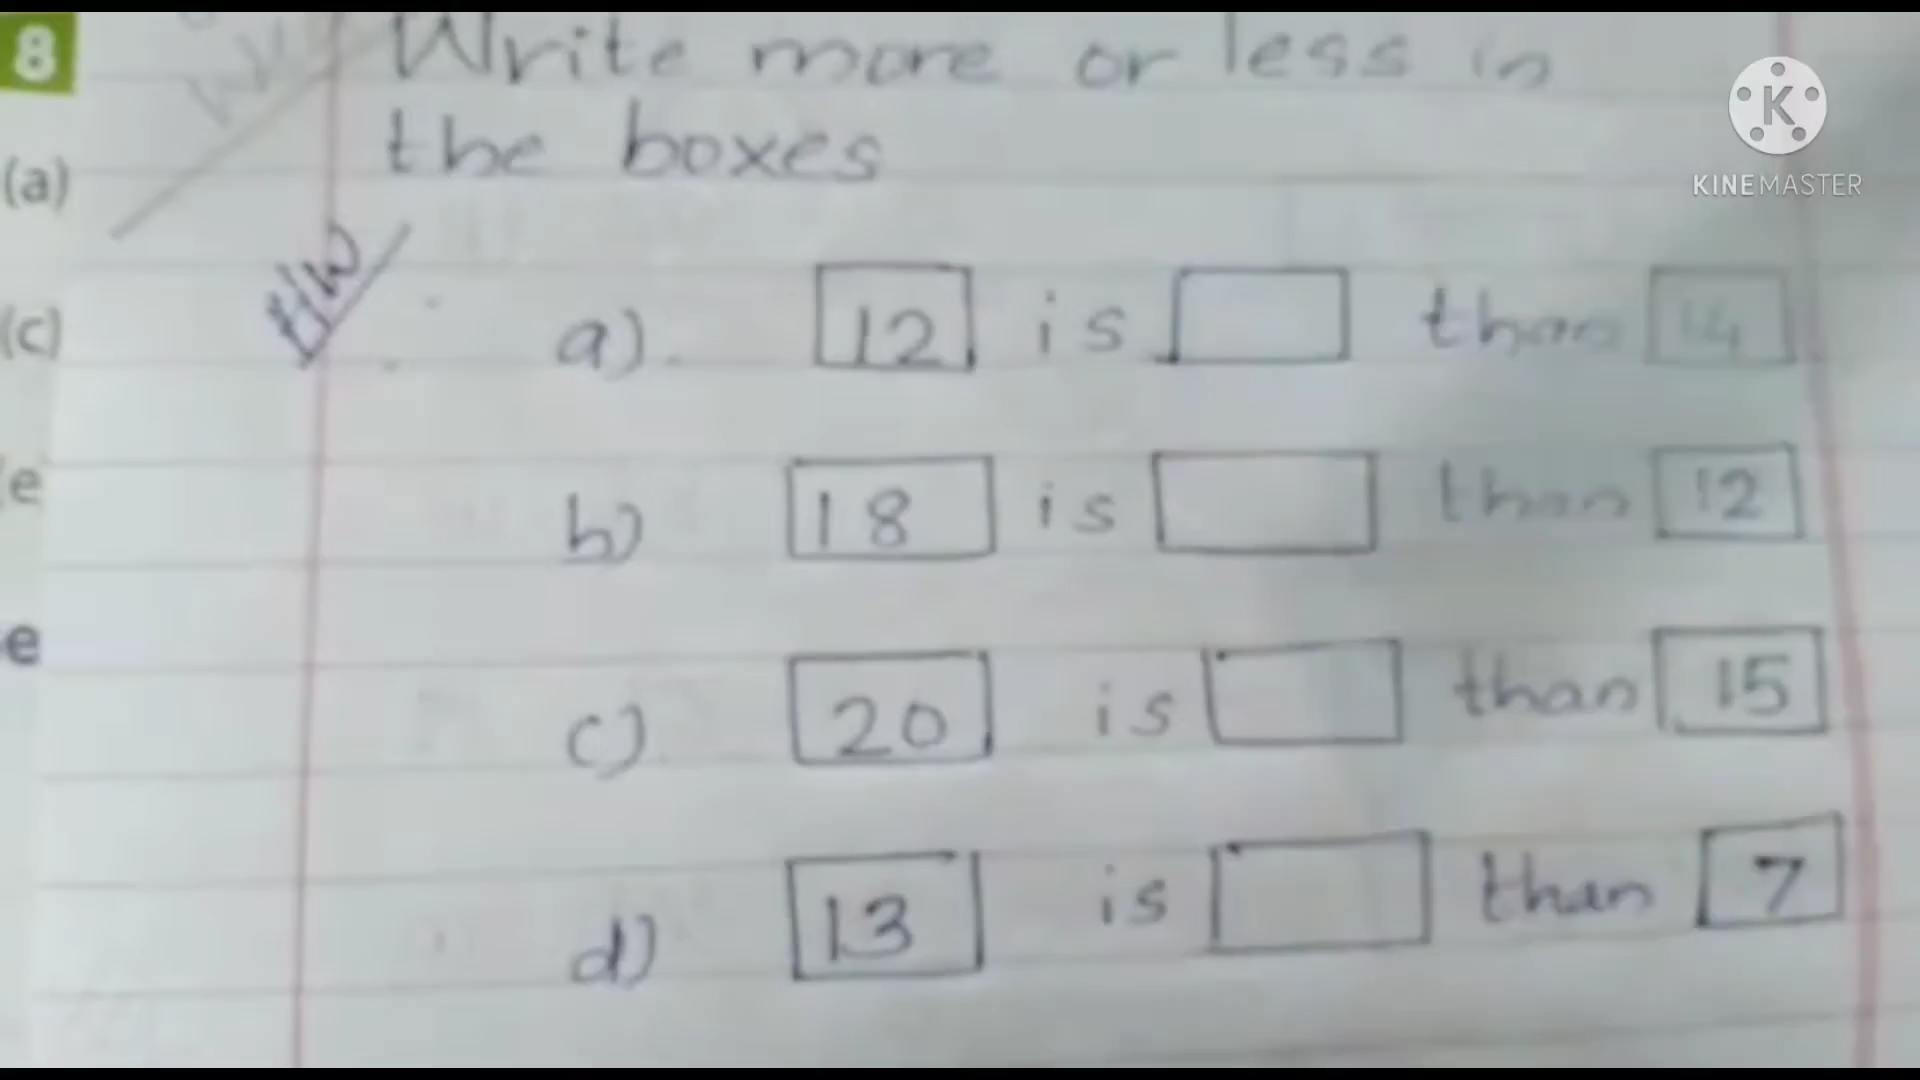 8
Write more or less in
the boxes
KINEMASTER
(a)
H/W
a) 12 is than 14
(c)
b) 18 is than 12
e
c) 20 is than 15
e
d) 13 is than 7